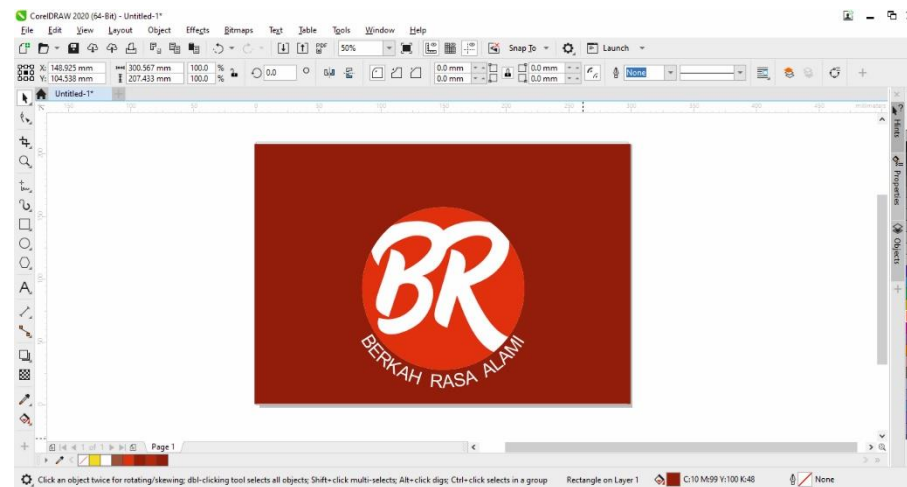 CorelDRAW 2020 (64-Bit) - Untitled-1*
File Edit View Layout Object Effects Bitmaps Text Table Tools Window Help
PDF 50% Snap To Launch
X: 148.925 mm 300.567 mm 100.0 % 0.0 0.0 mm 0.0 mm None
Y: 104.538 mm 207.433 mm 100.0 % 0.0 mm 0.0 mm
Untitled-1*
millimeters
Hints
Properties
Objects
BR
BERKAH RASA ALAMI
1 of 1 Page 1
Click an object twice for rotating/skewing; dbl-clicking tool selects all objects; Shift+click multi-selects; Alt+click digs; Ctrl+click selects in a group Rectangle on Layer 1 C:10 M:99 Y:100 K:48 None